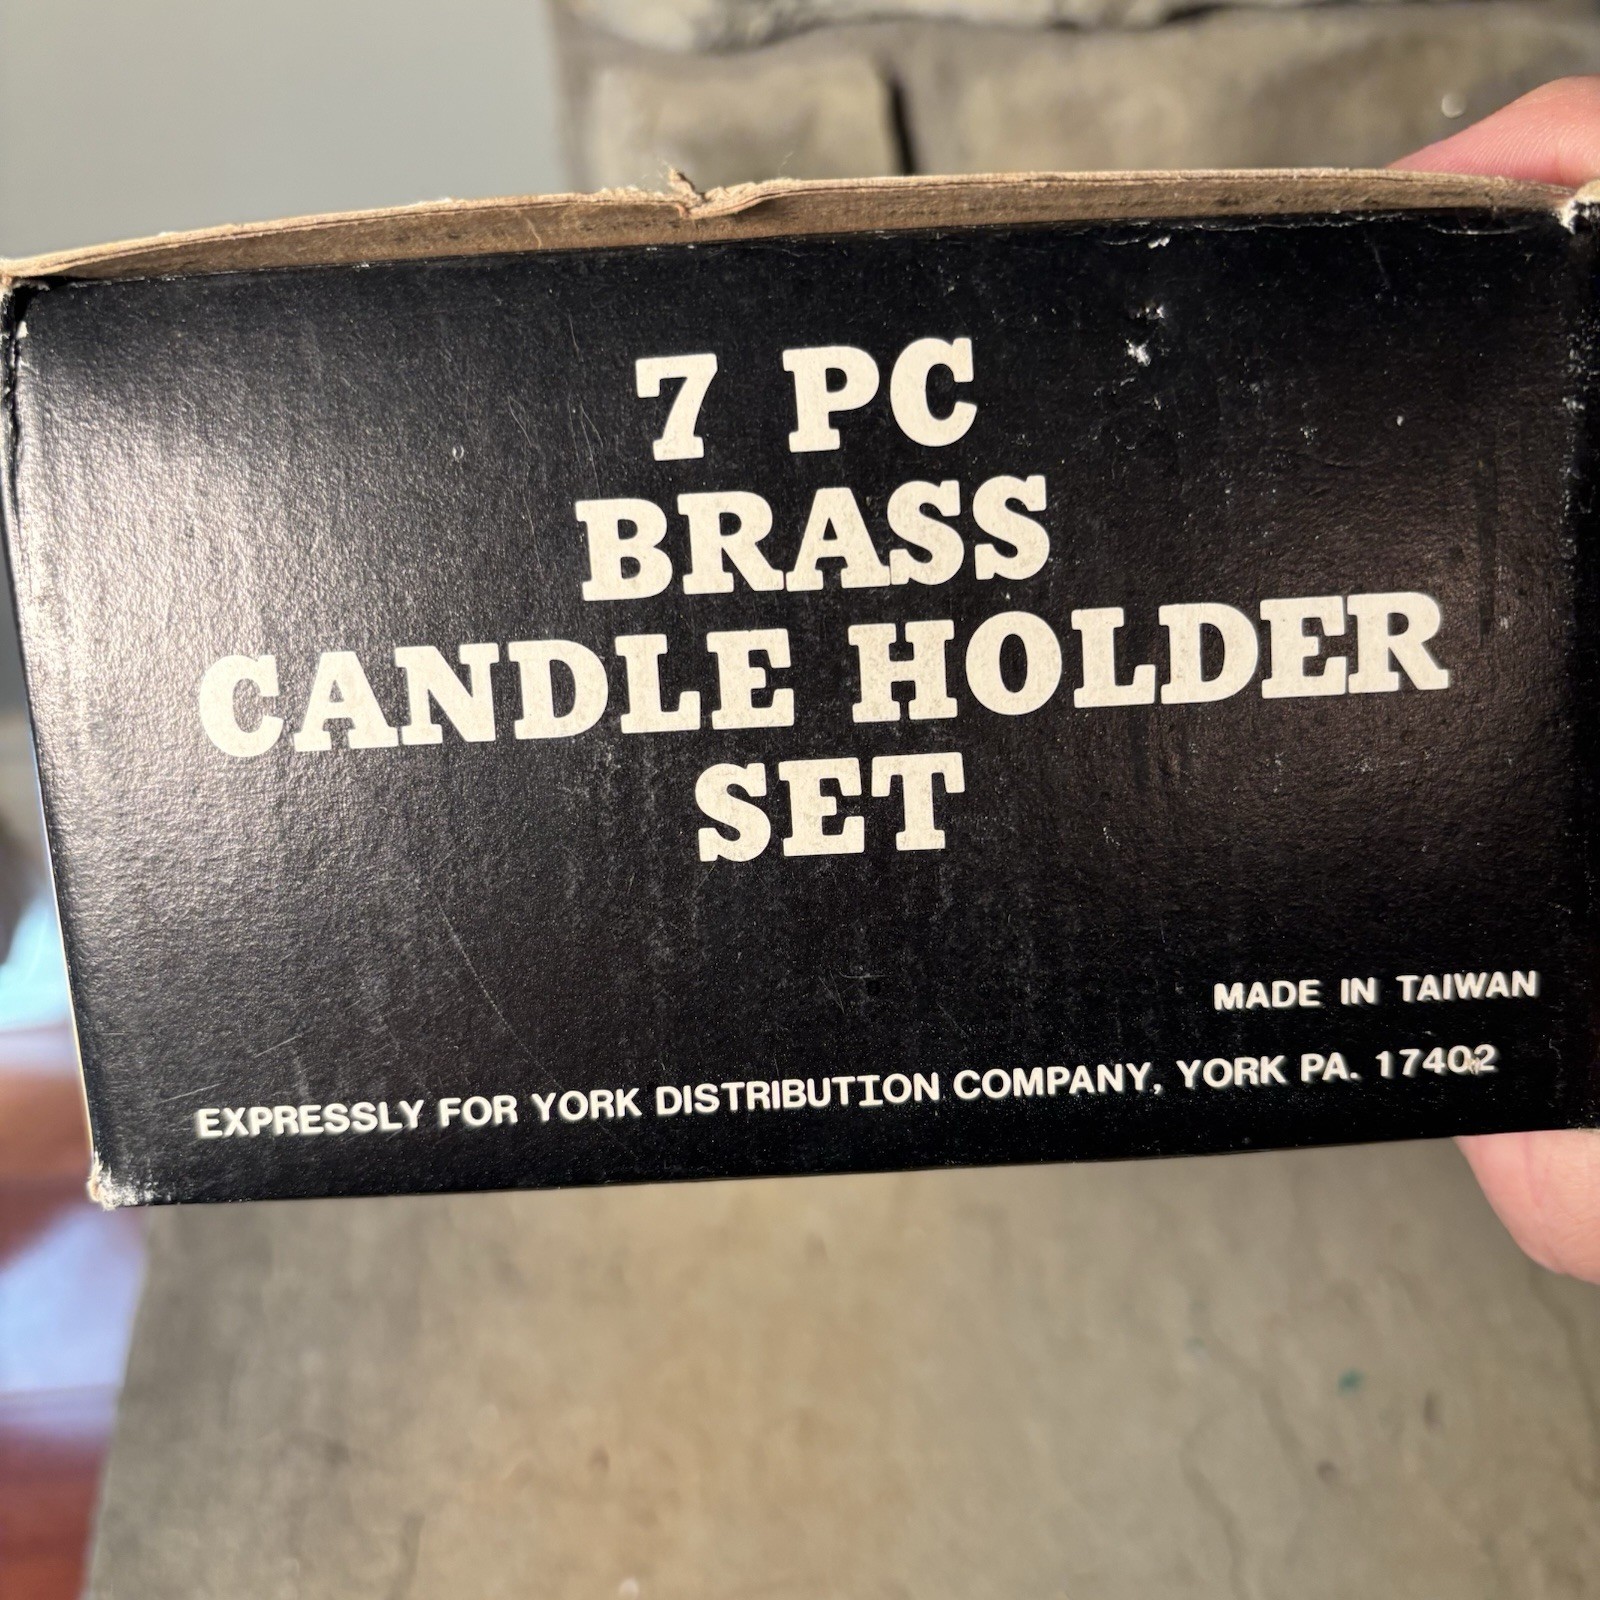 7 PC
BRASS
CANDLE HOLDER
SET
MADE IN TAIWAN
EXPRESSLY FOR YORK DISTRIBUTION COMPANY, YORK PA. 17402